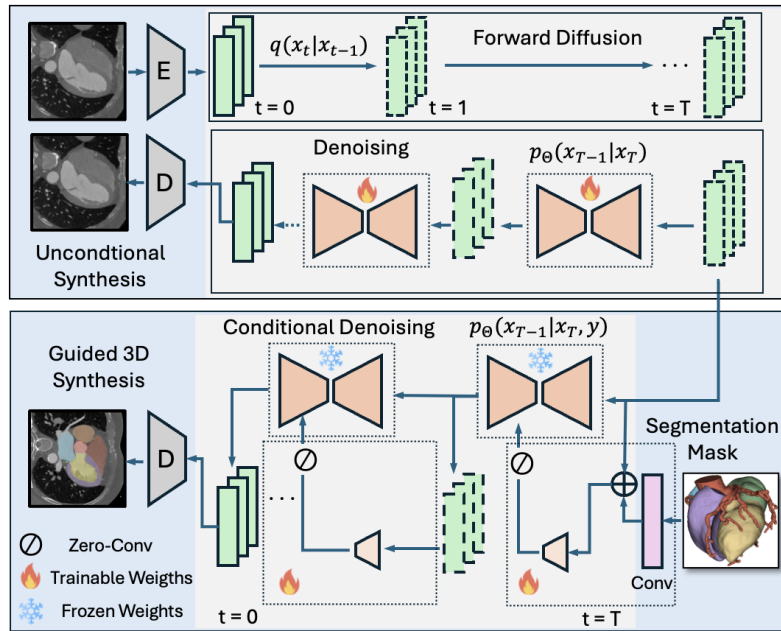 E
q(x_t|x_{t-1})
Forward Diffusion
...
t = 0
t = 1
t = T
D
Denoising
p_Θ(x_{T-1}|x_T)
...
Uncondtional
Synthesis
Conditional Denoising
p_Θ(x_{T-1}|x_T, y)
Guided 3D
Synthesis
Segmentation
Mask
D
...
Conv
Zero-Conv
Trainable Weigths
Frozen Weights
t = 0
t = T